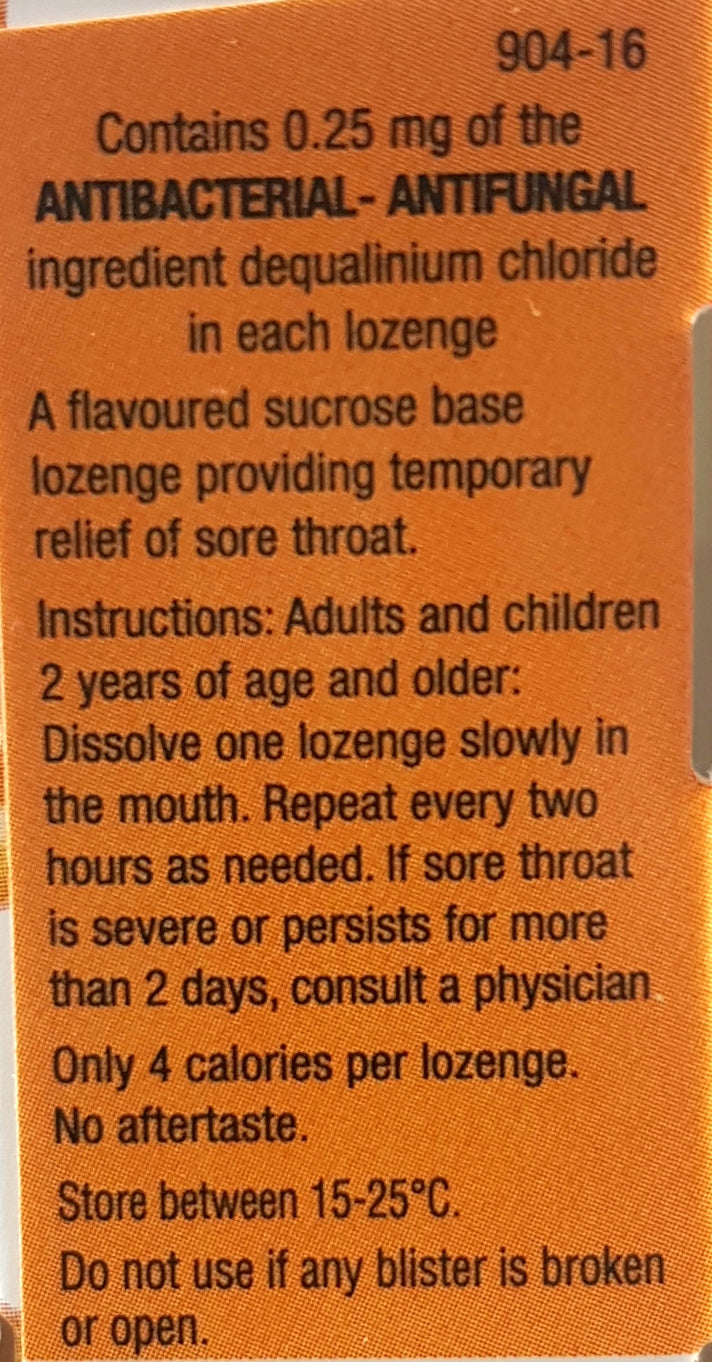 904-16
Contains 0.25 mg of the
ANTIBACTERIAL- ANTIFUNGAL
ingredient dequalinium chloride
in each lozenge
A flavoured sucrose base
lozenge providing temporary
relief of sore throat.
Instructions: Adults and children
2 years of age and older:
Dissolve one lozenge slowly in
the mouth. Repeat every two
hours as needed. If sore throat
is severe or persists for more
than 2 days, consult a physician.
Only 4 calories per lozenge.
No aftertaste.
Store between 15-25°C.
Do not use if any blister is broken
or open.